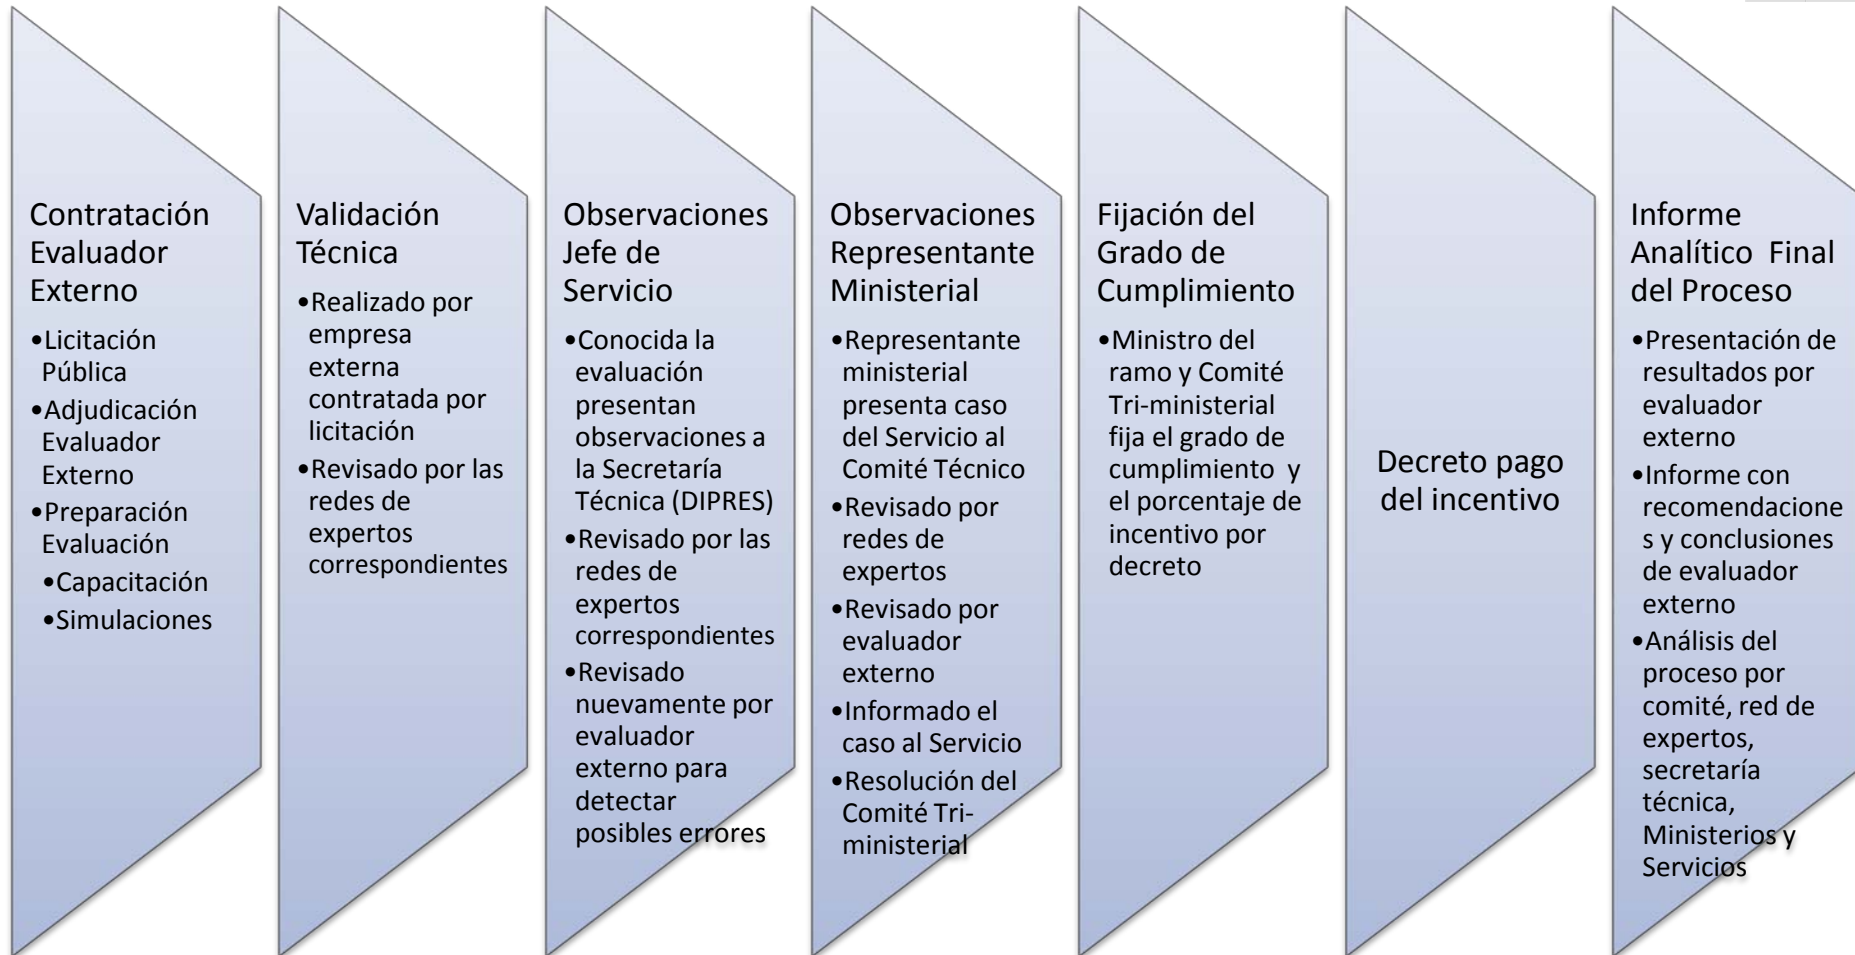 Contratación
Evaluador
Externo
•Licitación
Pública
•Adjudicación
Evaluador
Externo
•Preparación
Evaluación
•Capacitación
•Simulaciones
Validación
Técnica
•Realizado por
empresa
externa
contratada por
licitación
•Revisado por las
redes de
expertos
correspondientes
Observaciones
Jefe de
Servicio
•Conocida la
evaluación
presentan
observaciones a
la Secretaría
Técnica (DIPRES)
•Revisado por las
redes de
expertos
correspondientes
•Revisado
nuevamente por
evaluador
externo para
detectar
posibles errores
Observaciones
Representante
Ministerial
•Representante
ministerial
presenta caso
del Servicio al
Comité Técnico
•Revisado por
redes de
expertos
•Revisado por
evaluador
externo
•Informado el
caso al Servicio
•Resolución del
Comité Tri-
ministerial
Fijación del
Grado de
Cumplimiento
•Ministro del
ramo y Comité
Tri-ministerial
fija el grado de
cumplimiento y
el porcentaje de
incentivo por
decreto
Decreto pago
del incentivo
Informe
Analítico Final
del Proceso
•Presentación de
resultados por
evaluador
externo
•Informe con
recomendacione
s y conclusiones
de evaluador
externo
•Análisis del
proceso por
comité, red de
expertos,
secretaría
técnica,
Ministerios y
Servicios